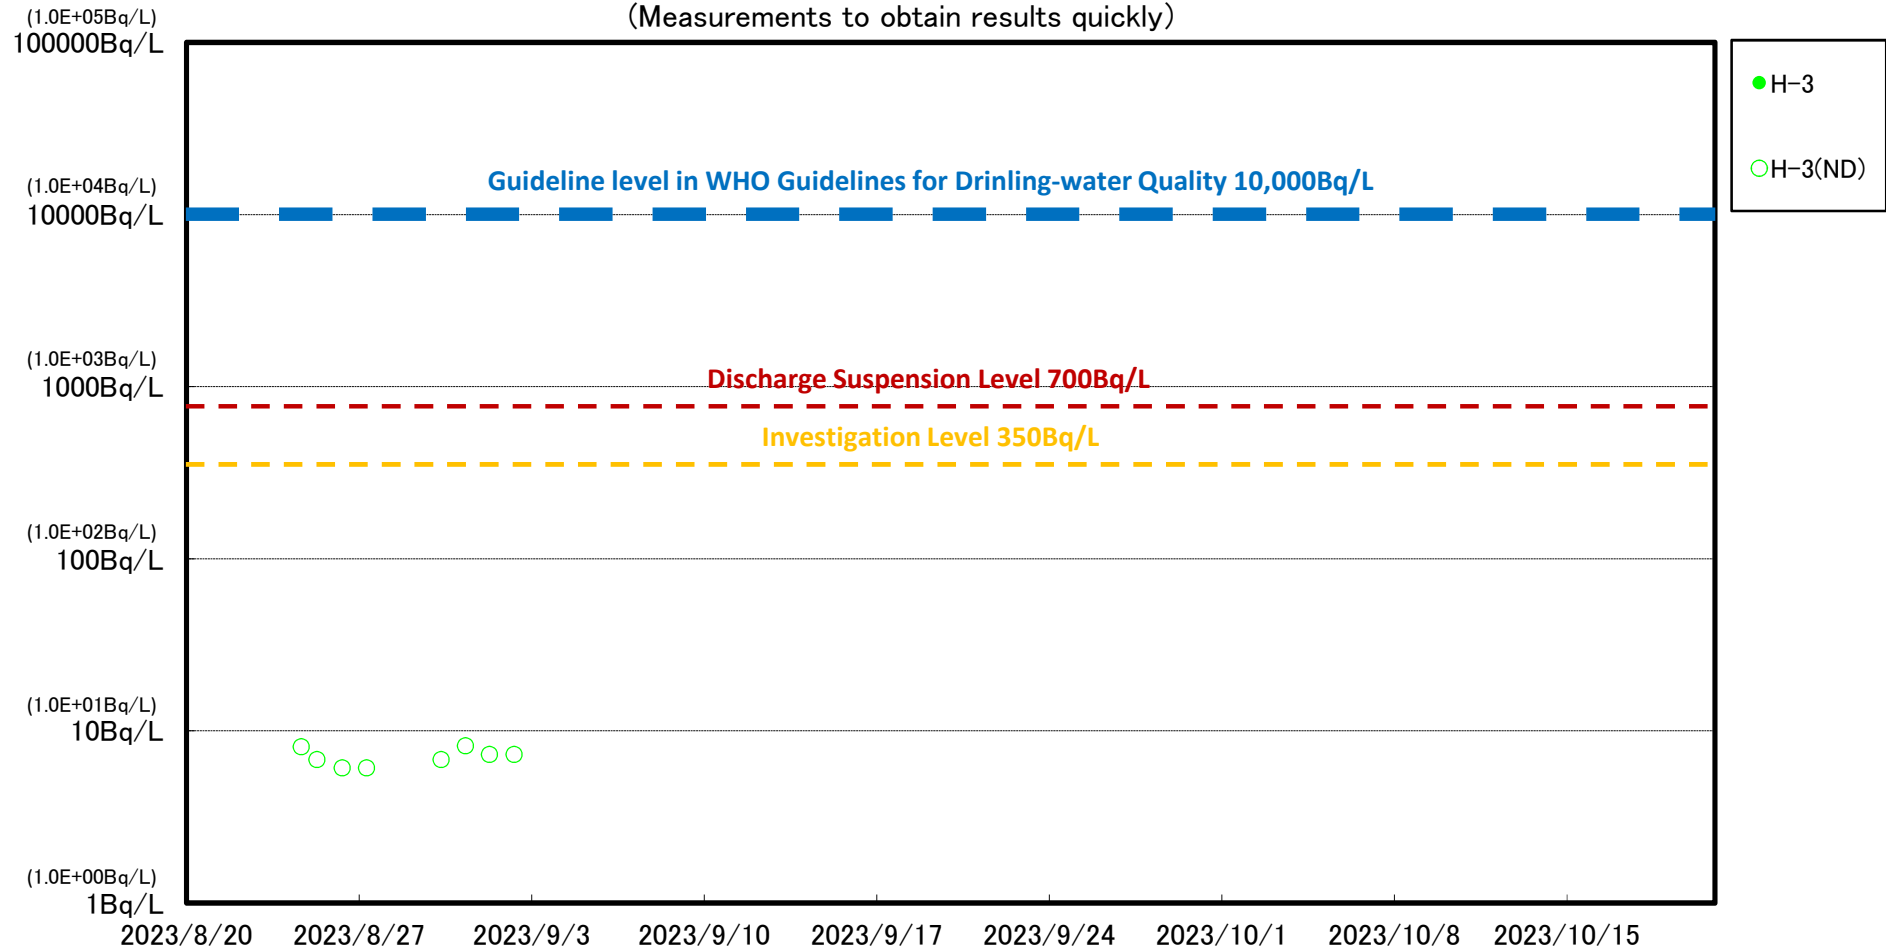 (Measurements to obtain results quickly)
(1.0E+05Bq/L)
100000Bq/L
H-3
H-3(ND)
Guideline level in WHO Guidelines for Drinling-water Quality 10,000Bq/L
(1.0E+04Bq/L)
10000Bq/L
(1.0E+03Bq/L)
1000Bq/L
Discharge Suspension Level 700Bq/L
Investigation Level 350Bq/L
(1.0E+02Bq/L)
100Bq/L
(1.0E+01Bq/L)
10Bq/L
(1.0E+00Bq/L)
1Bq/L
2023/8/20 2023/8/27 2023/9/3 2023/9/10 2023/9/17 2023/9/24 2023/10/1 2023/10/8 2023/10/15